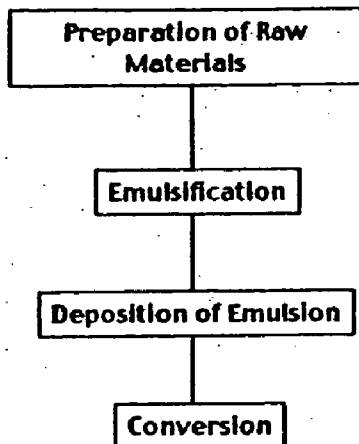 Preparation of Raw
Materials
Emulsification
Deposition of Emulsion
Conversion